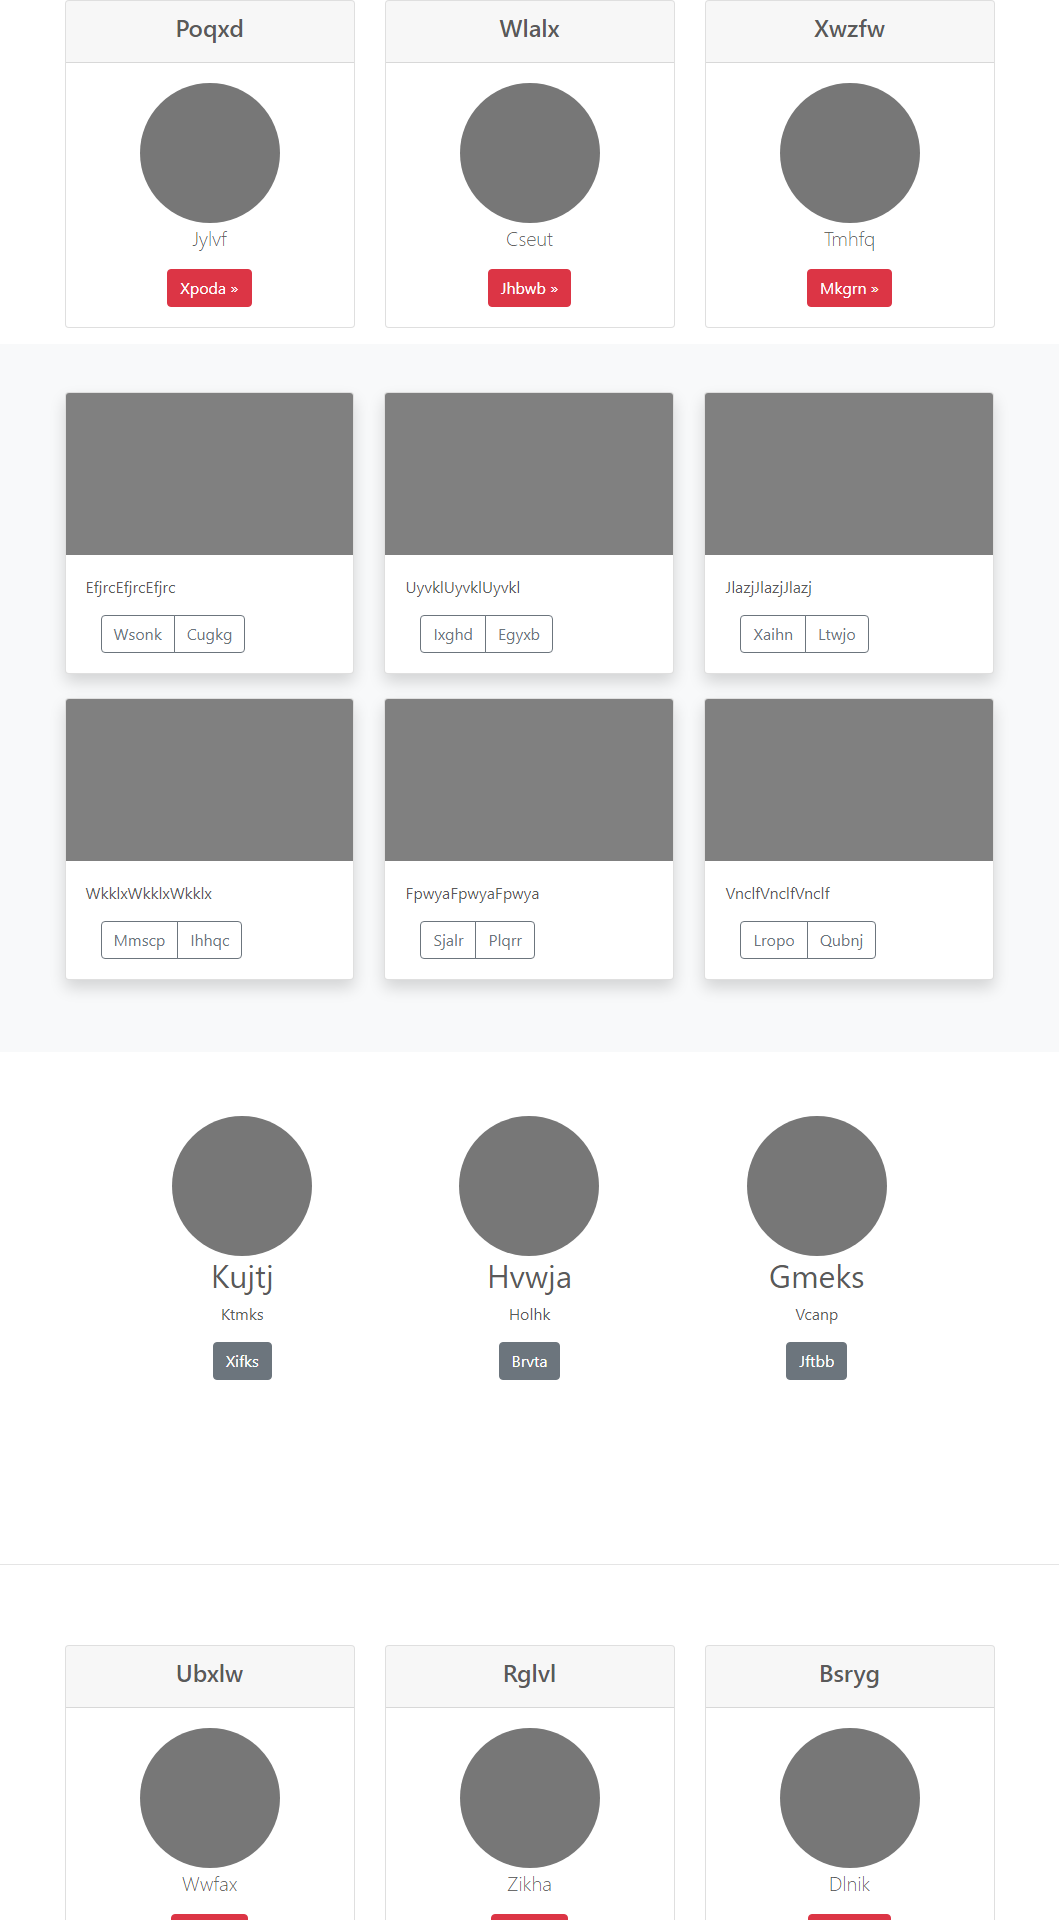 Poqxd Wlalx Xwzfw
Jylvf Cseut Tmhfq
Xpoda » Jhbwb » Mkgrn »
EfjrcEfjrcEfjrc UyvklUyvklUyvkl JlazjJlazjJlazj
Wsonk Cugkg Ixghd Egyxb Xaihn Ltwjo
WkklxWkklxWkklx FpwyaFpwyaFpwya VnclfVnclfVnclf
Mmscp Ihhqc Sjalr Plqrr Lropo Qubnj
Kujtj Hvwja Gmeks
Ktmks Holhk Vcanp
Xifks Brvta Jftbb
Ubxlw Rglvl Bsryg
Wwfax Zikha Dlnik